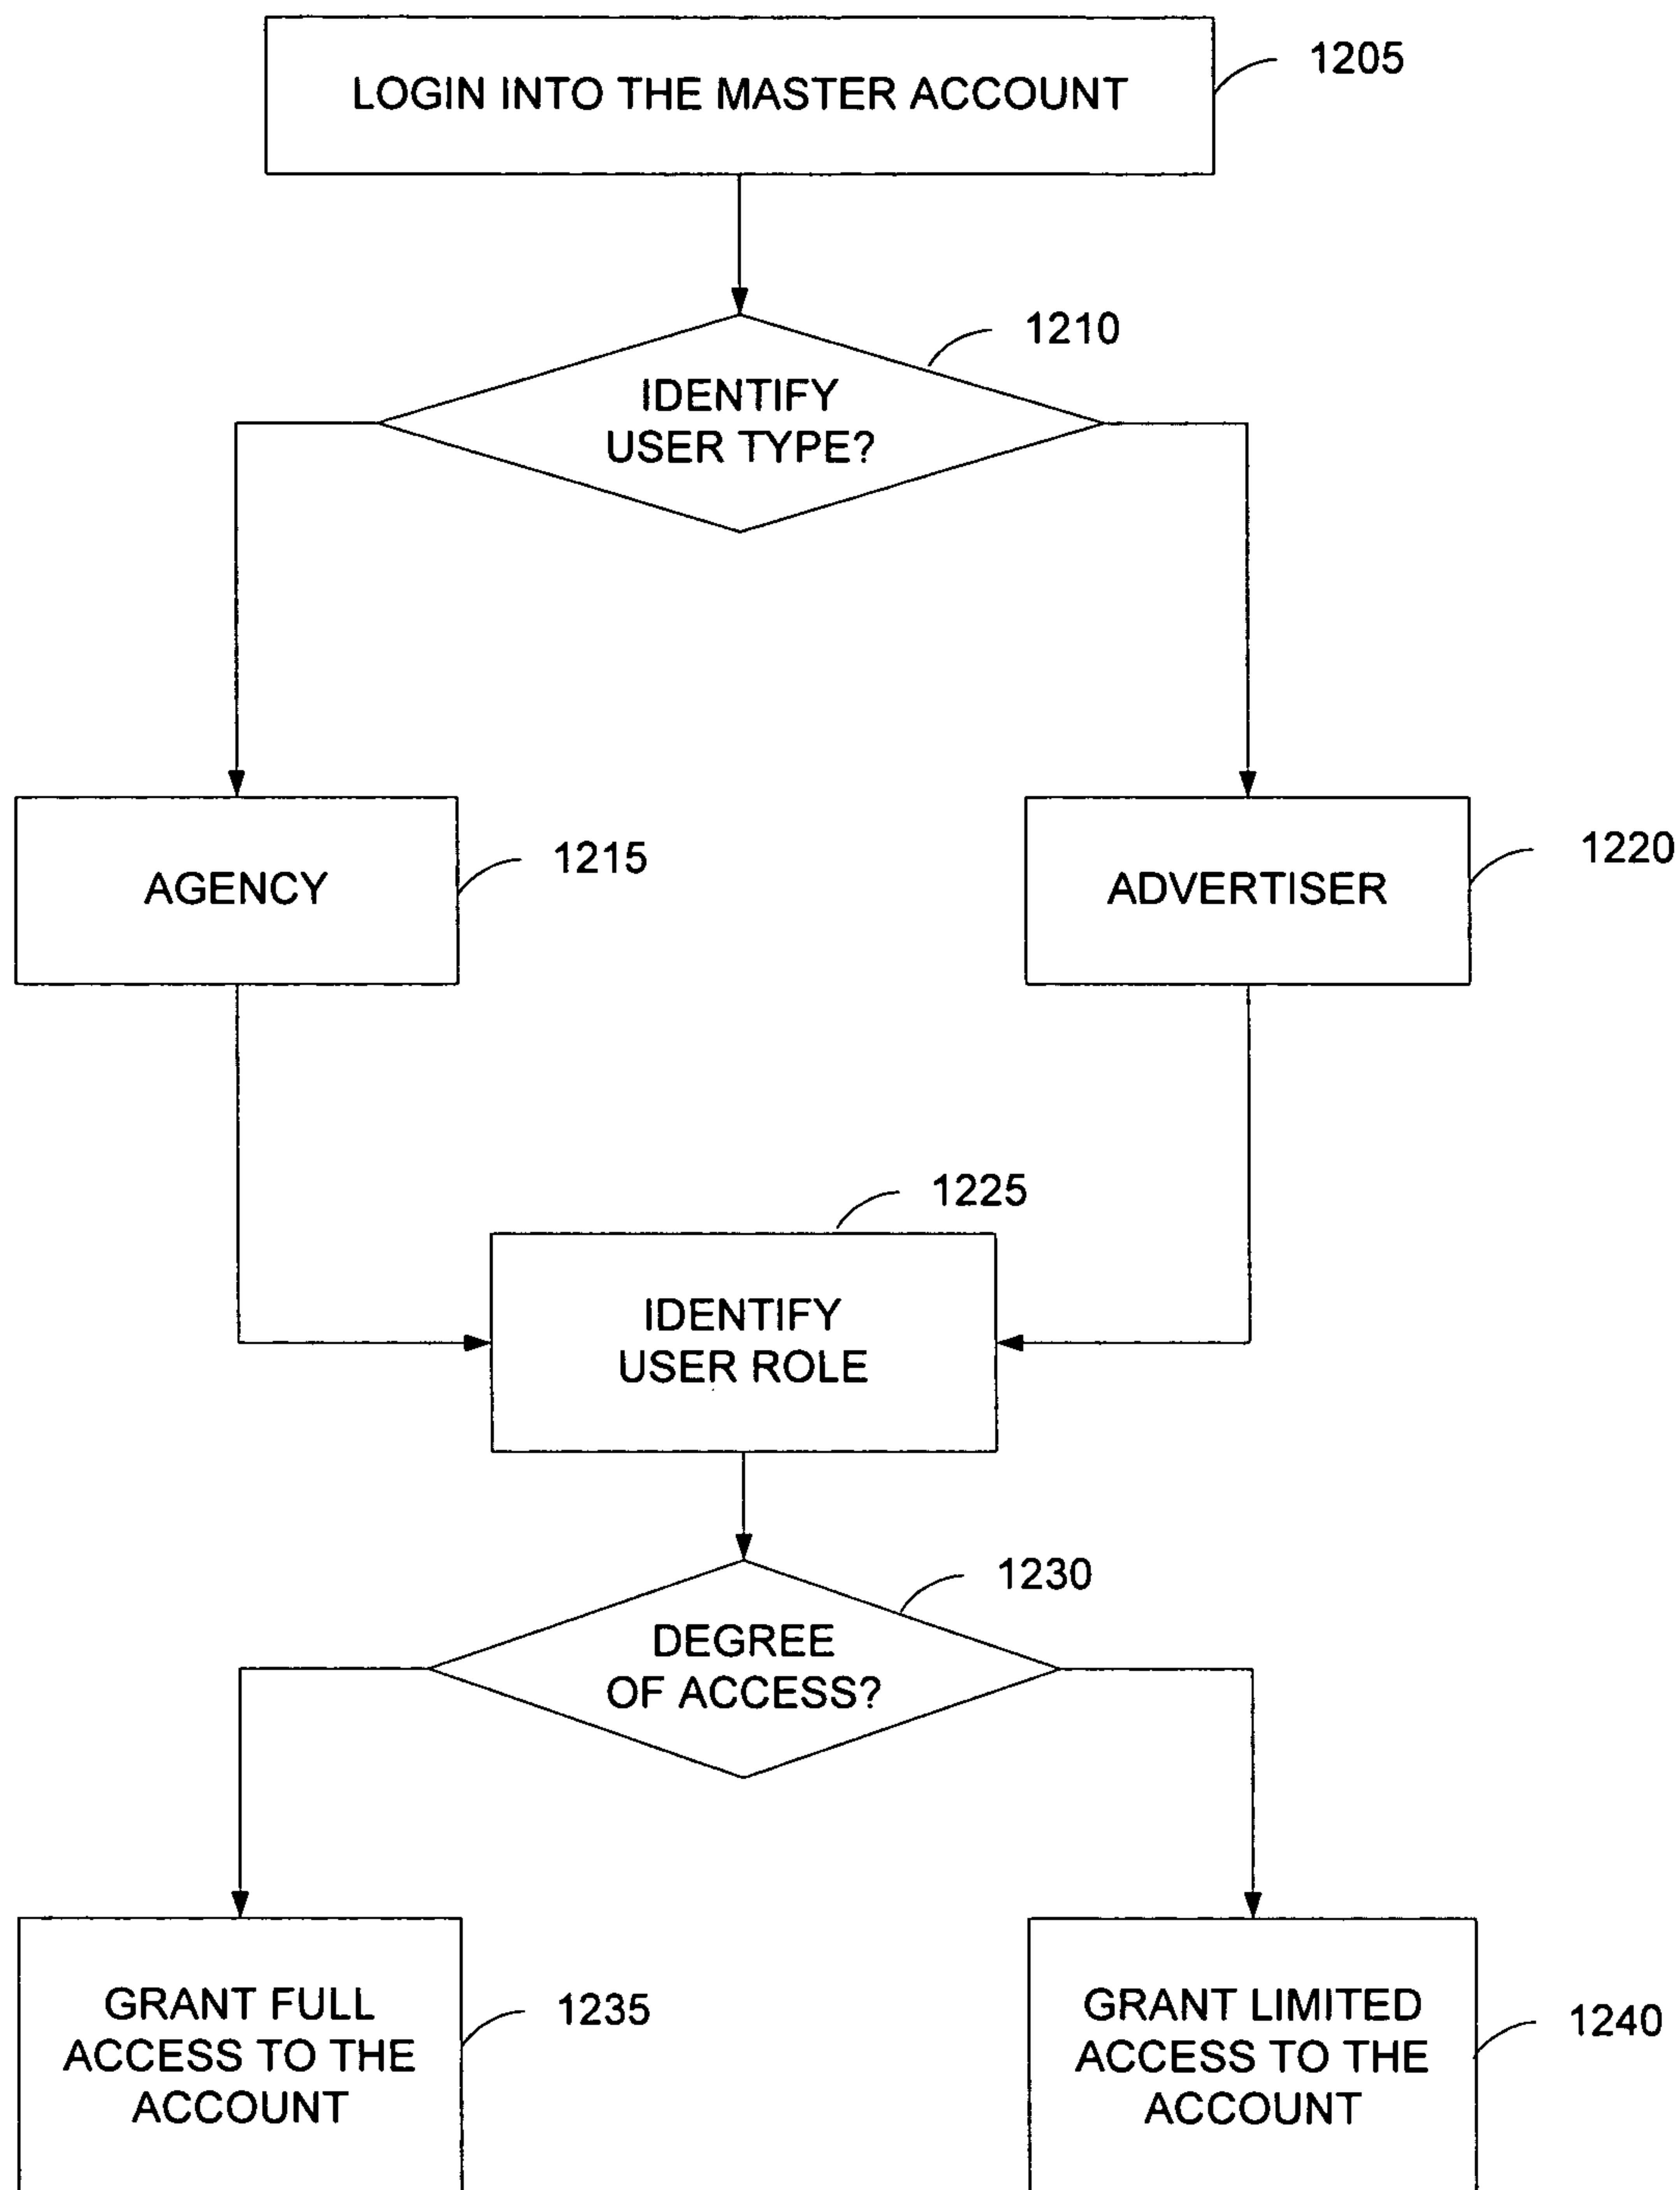 LOGIN INTO THE MASTER ACCOUNT
1205
1210
IDENTIFY
USER TYPE?
AGENCY
1215
ADVERTISER
1220
1225
IDENTIFY
USER ROLE
1230
DEGREE
OF ACCESS?
GRANT FULL
ACCESS TO THE
ACCOUNT
1235
GRANT LIMITED
ACCESS TO THE
ACCOUNT
1240